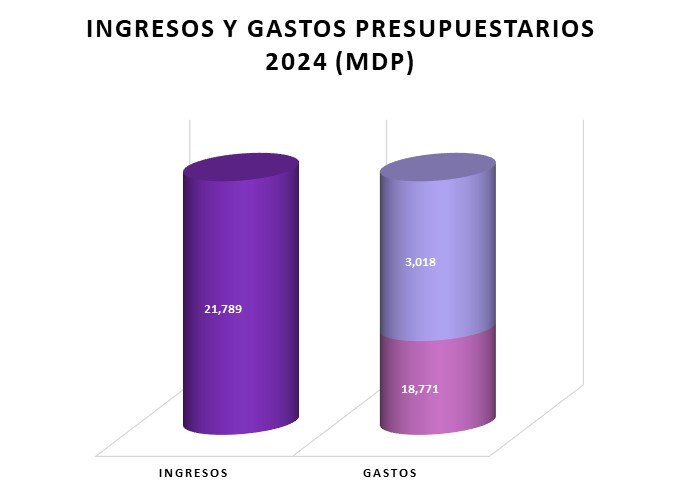 INGRESOS Y GASTOS PRESUPUESTARIOS
2024 (MDP)
3,018
21,789
18,771
INGRESOS
GASTOS